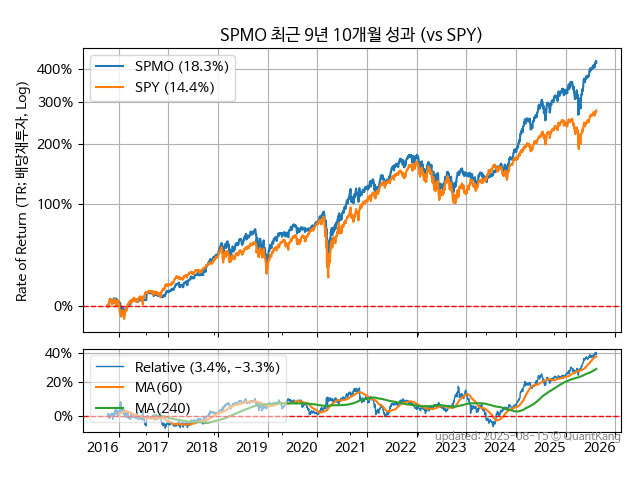 SPMO 최근 9년 10개월 성과 (vs SPY)
SPMO (18.3%)
SPY (14.4%)
400%
300%
200%
100%
0%
Rate of Return (TR: 배당재투자, Log)
Relative (3.4%, −3.3%)
MA(60)
MA(240)
40%
20%
0%
updated: 2025-08-15 © QuantKang
2016 2017 2018 2019 2020 2021 2022 2023 2024 2025 2026